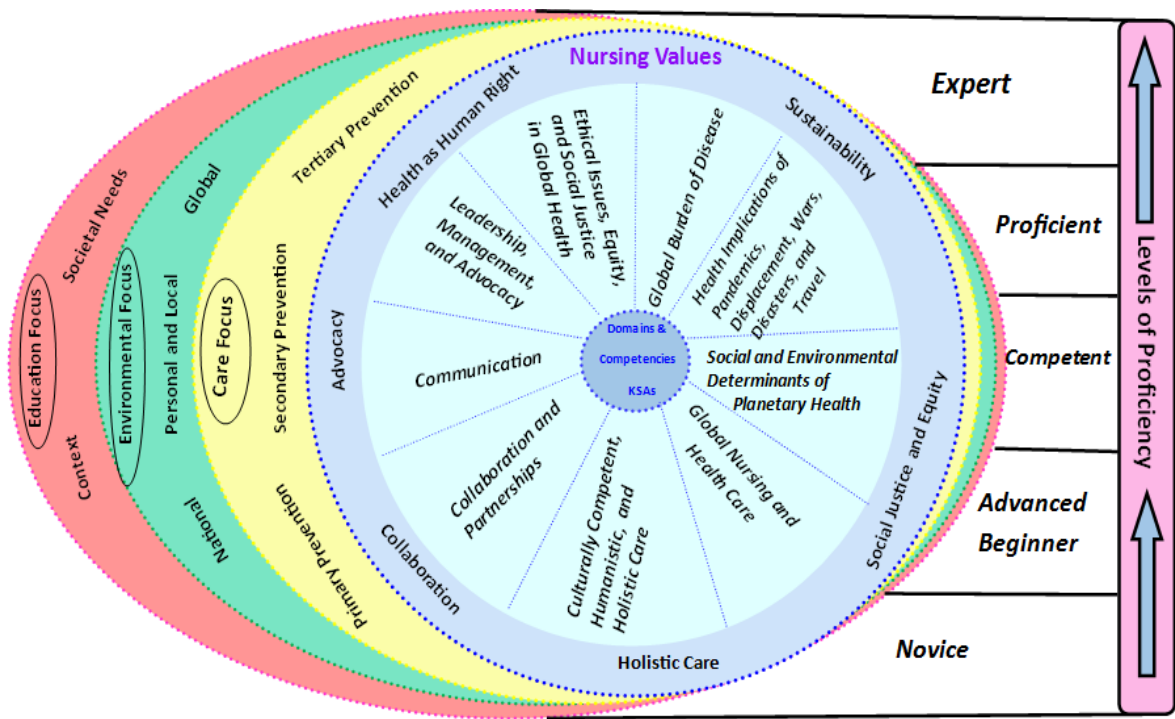 Nursing Values
Health as Human Right
Sustainability
Social Justice and Equity
Holistic Care
Collaboration
Advocacy
Ethical Issues, Equity,
and Social Justice
in Global Health
Global Burden of Disease
Health Implications of
Pandemics,
Displacement, Wars,
Disasters, and
Travel
Social and Environmental
Determinants of
Planetary Health
Global Nursing and
Health Care
Culturally Competent,
Humanistic, and
Holistic Care
Collaboration and
Partnerships
Communication
Leadership,
Management,
and Advocacy
Domains &
Competencies
KSAs
Tertiary Prevention
Secondary Prevention
Primary Prevention
Care Focus
Global
Personal and Local
National
Environmental Focus
Societal Needs
Education Focus
Context
Expert
Proficient
Competent
Advanced
Beginner
Novice
Levels of Proficiency